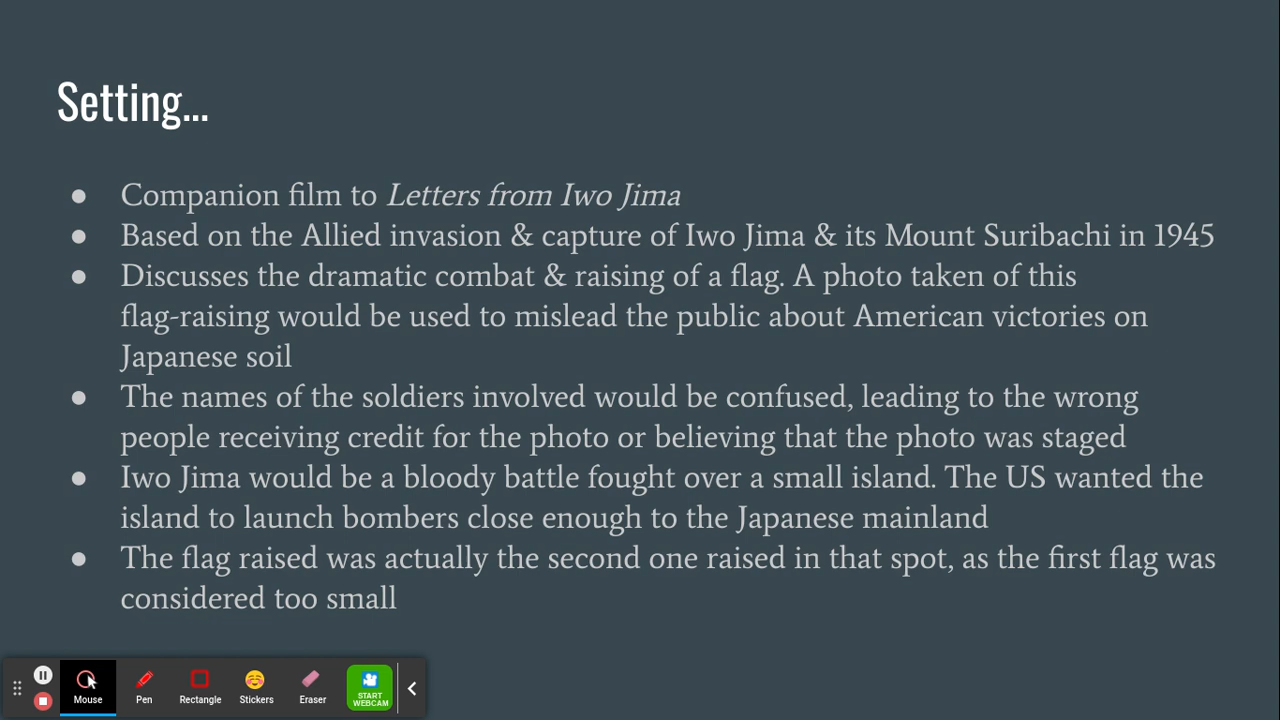 Setting...
● Companion film to Letters from Iwo Jima
● Based on the Allied invasion & capture of Iwo Jima & its Mount Suribachi in 1945
● Discusses the dramatic combat & raising of a flag. A photo taken of this
flag-raising would be used to mislead the public about American victories on
Japanese soil
● The names of the soldiers involved would be confused, leading to the wrong
people receiving credit for the photo or believing that the photo was staged
● Iwo Jima would be a bloody battle fought over a small island. The US wanted the
island to launch bombers close enough to the Japanese mainland
● The flag raised was actually the second one raised in that spot, as the first flag was
considered too small
Mouse Pen Rectangle Stickers Eraser START
WEBCAM